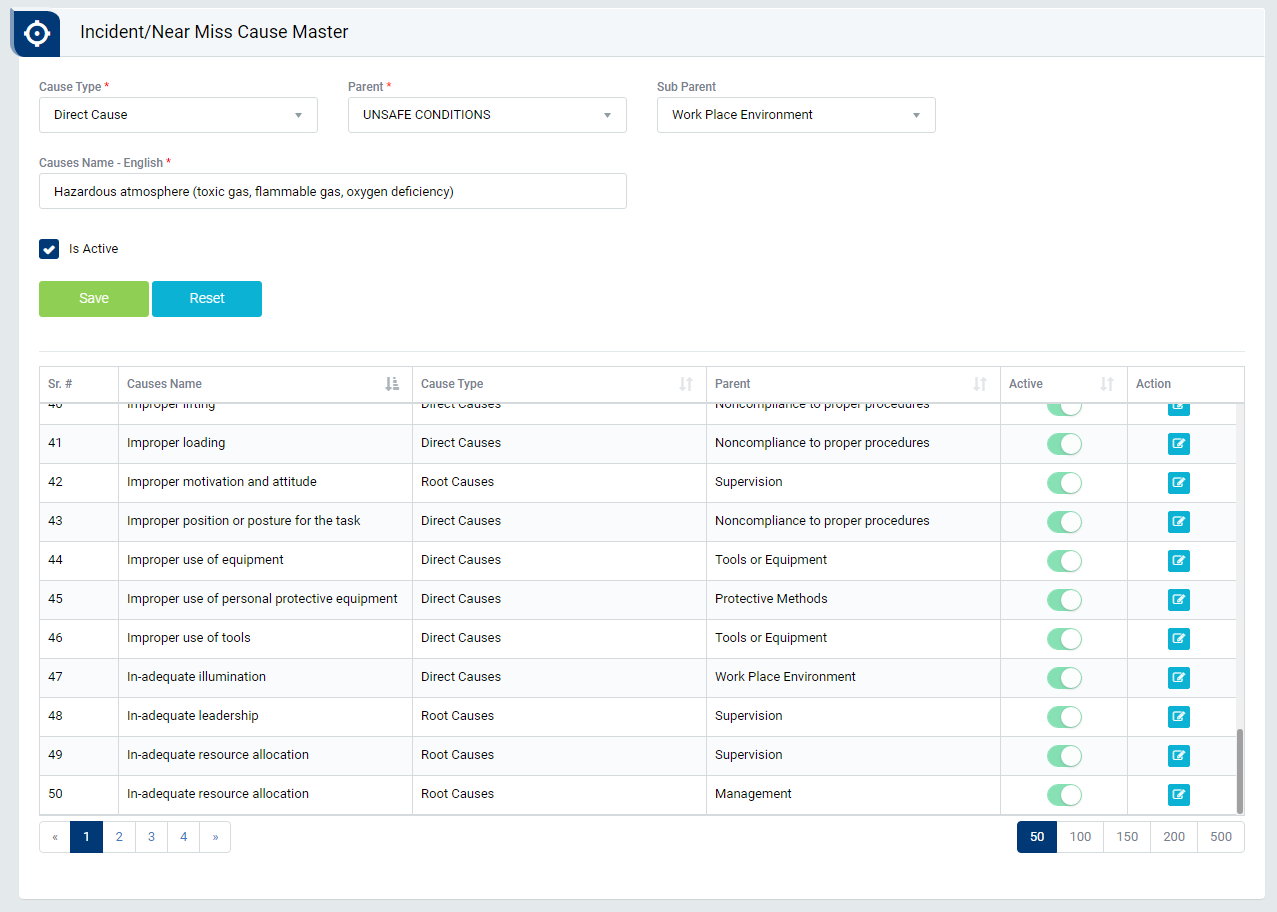 Incident/Near Miss Cause Master
Cause Type * Parent * Sub Parent
Direct Cause UNSAFE CONDITIONS Work Place Environment
Causes Name - English *
Hazardous atmosphere (toxic gas, flammable gas, oxygen deficiency)
Is Active
Save Reset
Sr. # Causes Name Cause Type Parent Active Action
40 Improper lifting Direct Causes Noncompliance to proper procedures
41 Improper loading Direct Causes Noncompliance to proper procedures
42 Improper motivation and attitude Root Causes Supervision
43 Improper position or posture for the task Direct Causes Noncompliance to proper procedures
44 Improper use of equipment Direct Causes Tools or Equipment
45 Improper use of personal protective equipment Direct Causes Protective Methods
46 Improper use of tools Direct Causes Tools or Equipment
47 In-adequate illumination Direct Causes Work Place Environment
48 In-adequate leadership Root Causes Supervision
49 In-adequate resource allocation Root Causes Supervision
50 In-adequate resource allocation Root Causes Management
« 1 2 3 4 » 50 100 150 200 500